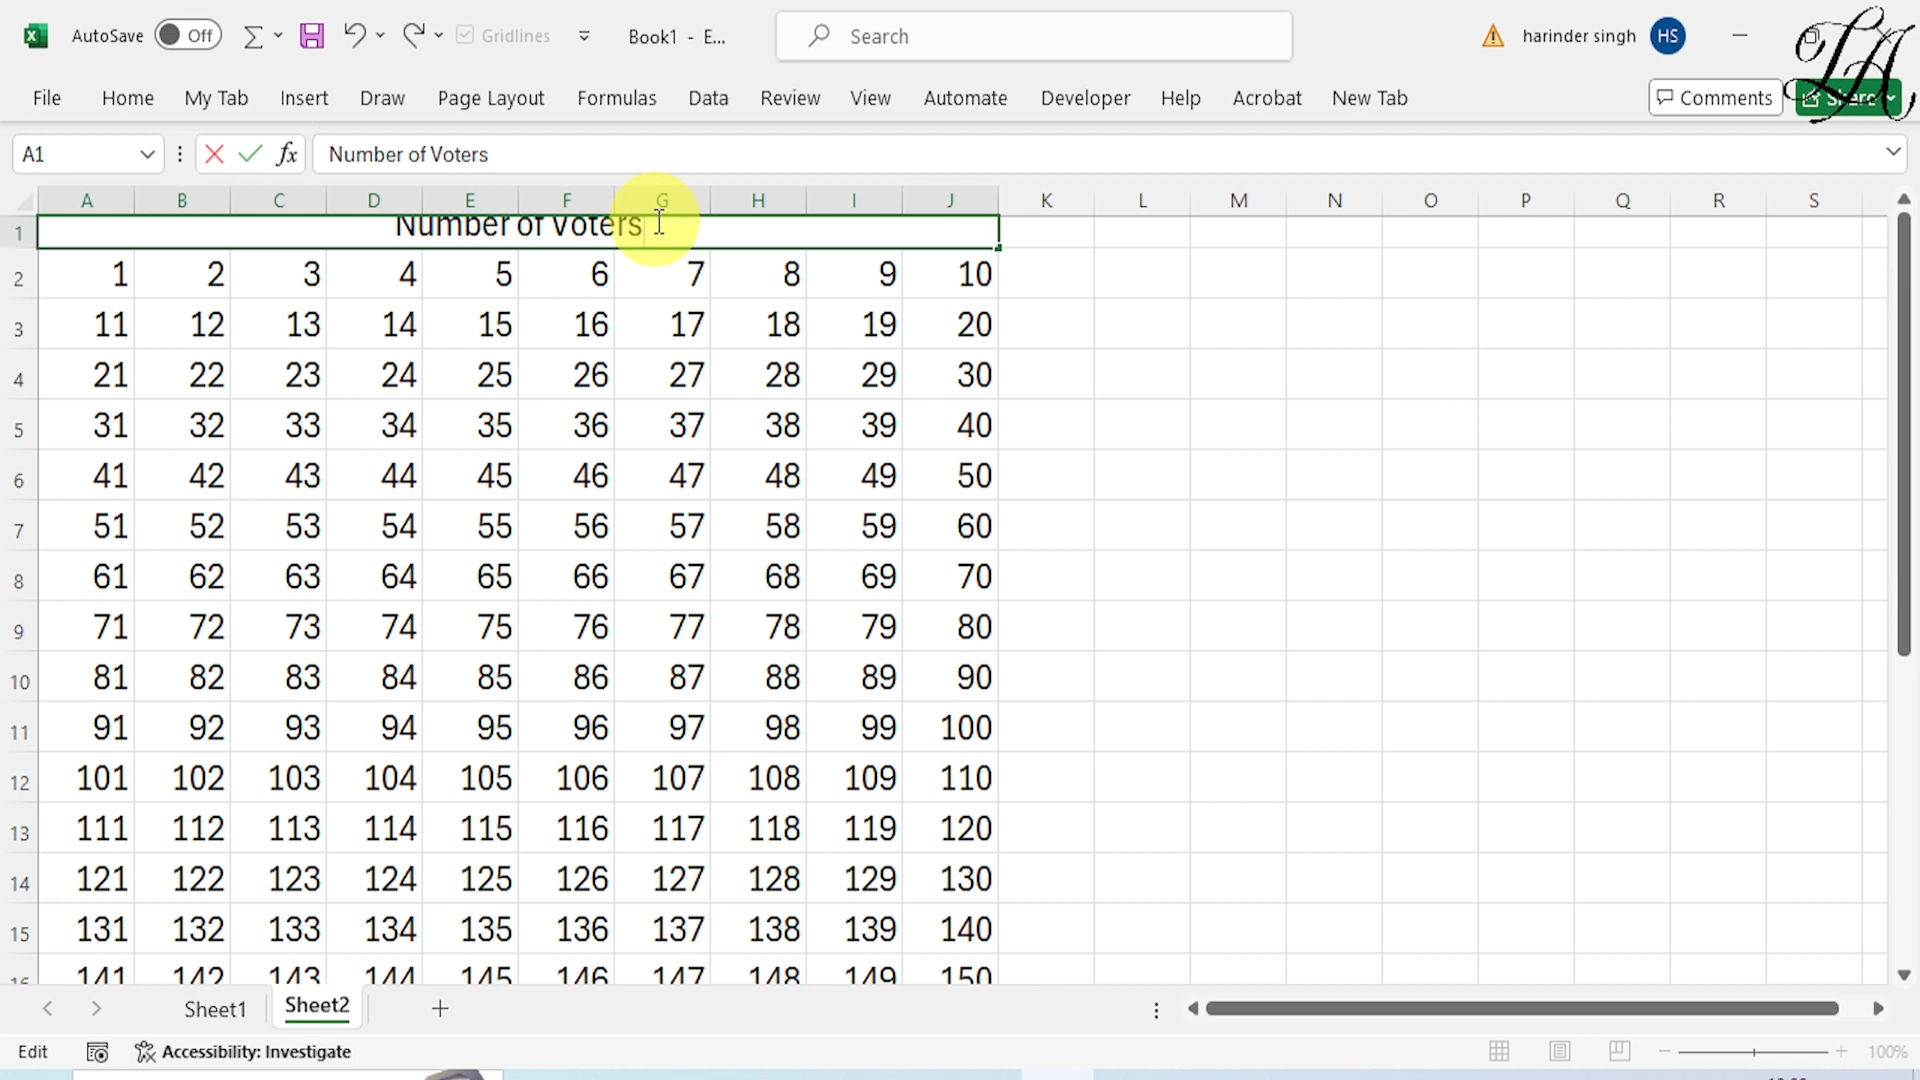 AutoSave Off Gridlines Book1 - E... Search harinder singh HS
File Home My Tab Insert Draw Page Layout Formulas Data Review View Automate Developer Help Acrobat New Tab Comments Share
A1 fx Number of Voters
A B C D E F G H I J K L M N O P Q R S
1 Number of Voters
2 1 2 3 4 5 6 7 8 9 10
3 11 12 13 14 15 16 17 18 19 20
4 21 22 23 24 25 26 27 28 29 30
5 31 32 33 34 35 36 37 38 39 40
6 41 42 43 44 45 46 47 48 49 50
7 51 52 53 54 55 56 57 58 59 60
8 61 62 63 64 65 66 67 68 69 70
9 71 72 73 74 75 76 77 78 79 80
10 81 82 83 84 85 86 87 88 89 90
11 91 92 93 94 95 96 97 98 99 100
12 101 102 103 104 105 106 107 108 109 110
13 111 112 113 114 115 116 117 118 119 120
14 121 122 123 124 125 126 127 128 129 130
15 131 132 133 134 135 136 137 138 139 140
16 141 142 143 144 145 146 147 148 149 150
Sheet1 Sheet2
Edit Accessibility: Investigate 100%